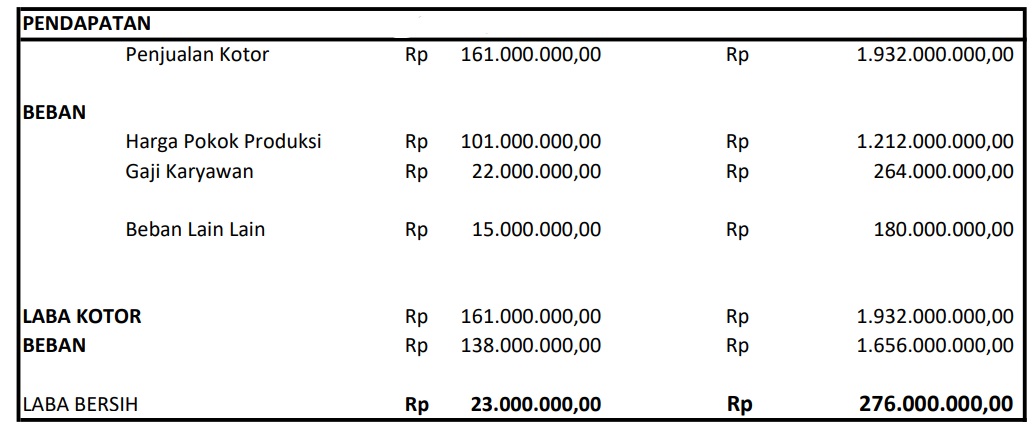 PENDAPATAN
Penjualan Kotor Rp 161.000.000,00 Rp 1.932.000.000,00
BEBAN
Harga Pokok Produksi Rp 101.000.000,00 Rp 1.212.000.000,00
Gaji Karyawan Rp 22.000.000,00 Rp 264.000.000,00
Beban Lain Lain Rp 15.000.000,00 Rp 180.000.000,00
LABA KOTOR Rp 161.000.000,00 Rp 1.932.000.000,00
BEBAN Rp 138.000.000,00 Rp 1.656.000.000,00
LABA BERSIH Rp 23.000.000,00 Rp 276.000.000,00